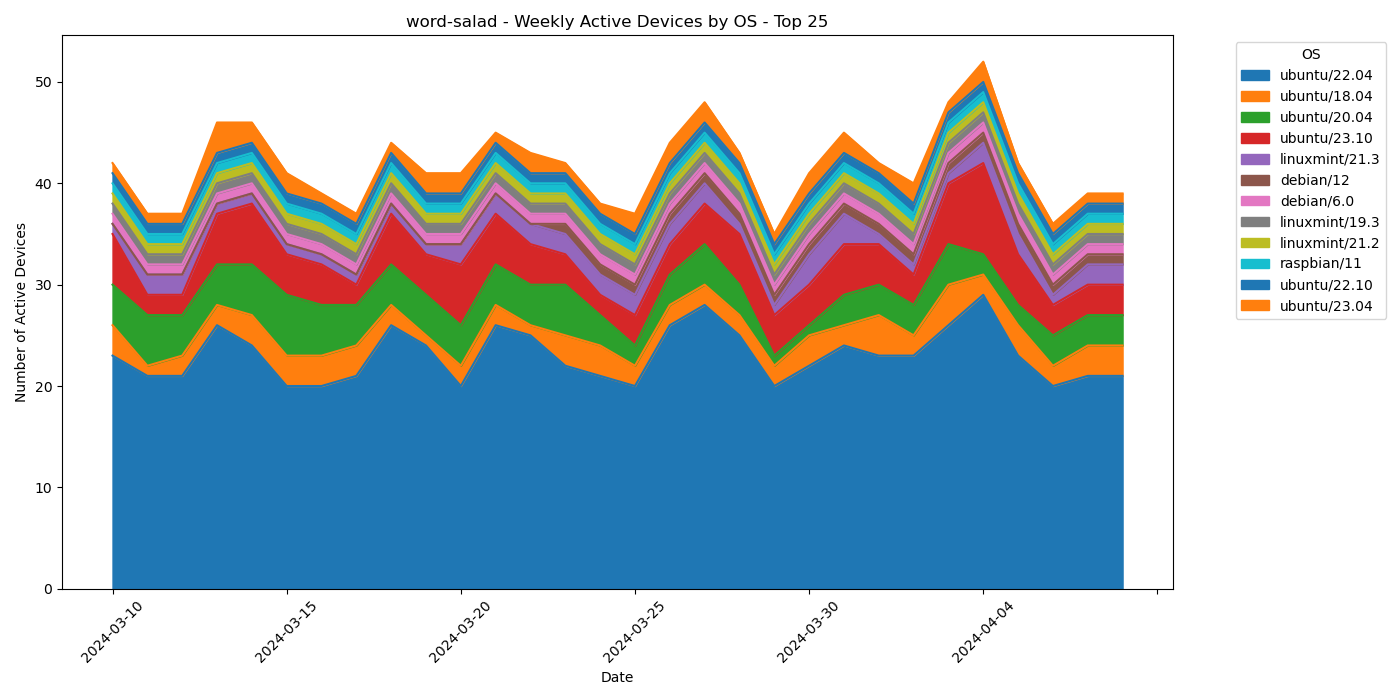 word-salad - Weekly Active Devices by OS - Top 25
Number of Active Devices
50
40
30
20
10
0
2024-03-10
2024-03-15
2024-03-20
2024-03-25
2024-03-30
2024-04-04
Date
OS
ubuntu/22.04
ubuntu/18.04
ubuntu/20.04
ubuntu/23.10
linuxmint/21.3
debian/12
debian/6.0
linuxmint/19.3
linuxmint/21.2
raspbian/11
ubuntu/22.10
ubuntu/23.04